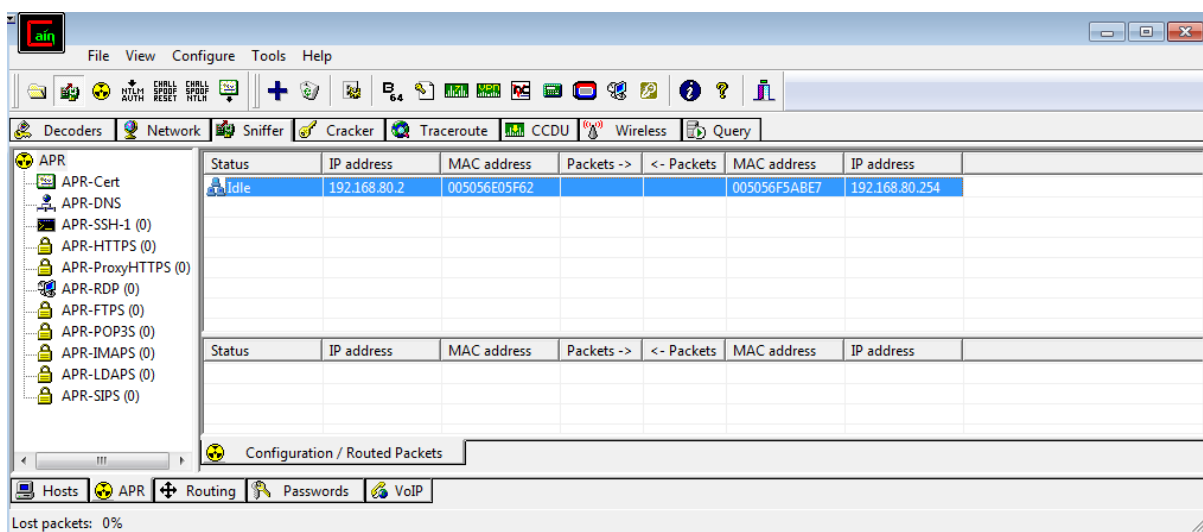 Cain
File View Configure Tools Help
NTLM AUTH CHALL SPOOF RESET CHALL SPOOF NTLM B64
Decoders Network Sniffer Cracker Traceroute CCDU Wireless Query
APR
APR-Cert
APR-DNS
APR-SSH-1 (0)
APR-HTTPS (0)
APR-ProxyHTTPS (0)
APR-RDP (0)
APR-FTPS (0)
APR-POP3S (0)
APR-IMAPS (0)
APR-LDAPS (0)
APR-SIPS (0)
Status IP address MAC address Packets -> <- Packets MAC address IP address
Idle 192.168.80.2 005056E05F62 005056F5ABE7 192.168.80.254
Status IP address MAC address Packets -> <- Packets MAC address IP address
Configuration / Routed Packets
Hosts APR Routing Passwords VoIP
Lost packets: 0%